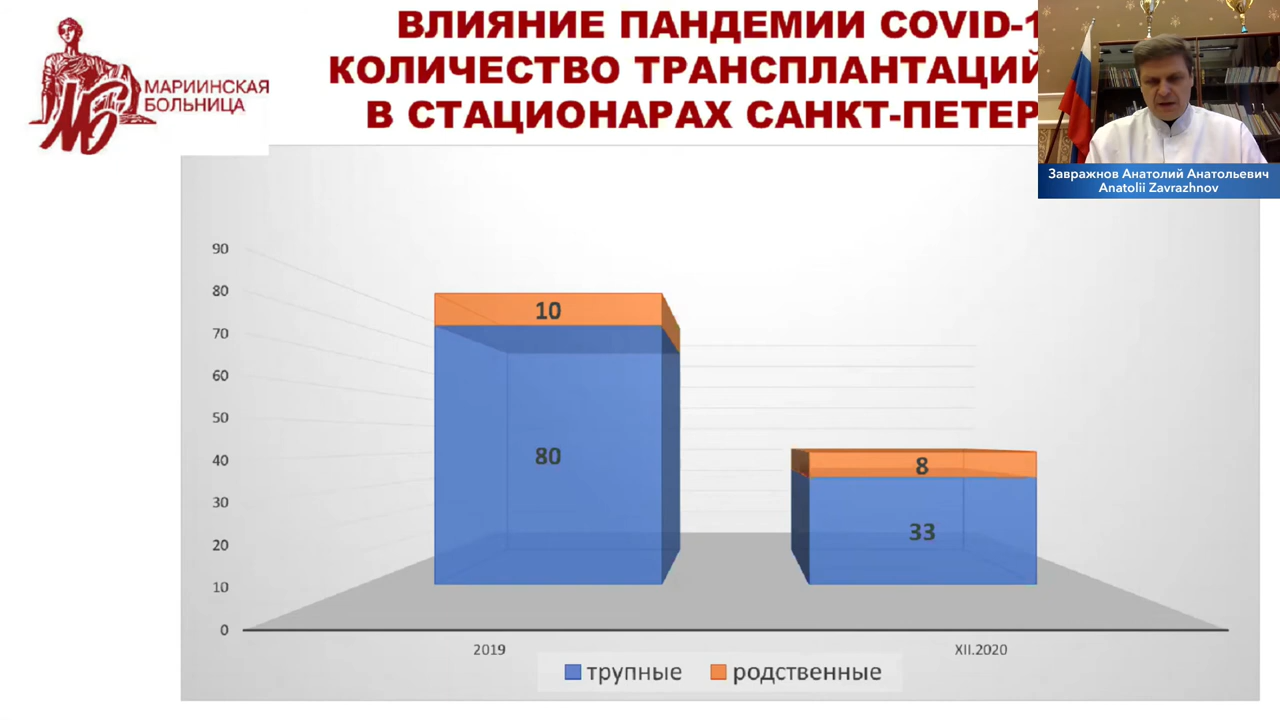 ВЛИЯНИЕ ПАНДЕМИИ COVID-1
КОЛИЧЕСТВО ТРАНСПЛАНТАЦИЙ
В СТАЦИОНАРАХ САНКТ-ПЕТЕР
МАРИИНСКАЯ
БОЛЬНИЦА
Завражнов Анатолий Анатольевич
Anatolii Zavrazhnov
90
80
70
60
50
40
30
20
10
0
10
80
8
33
2019
XII.2020
трупные
родственные